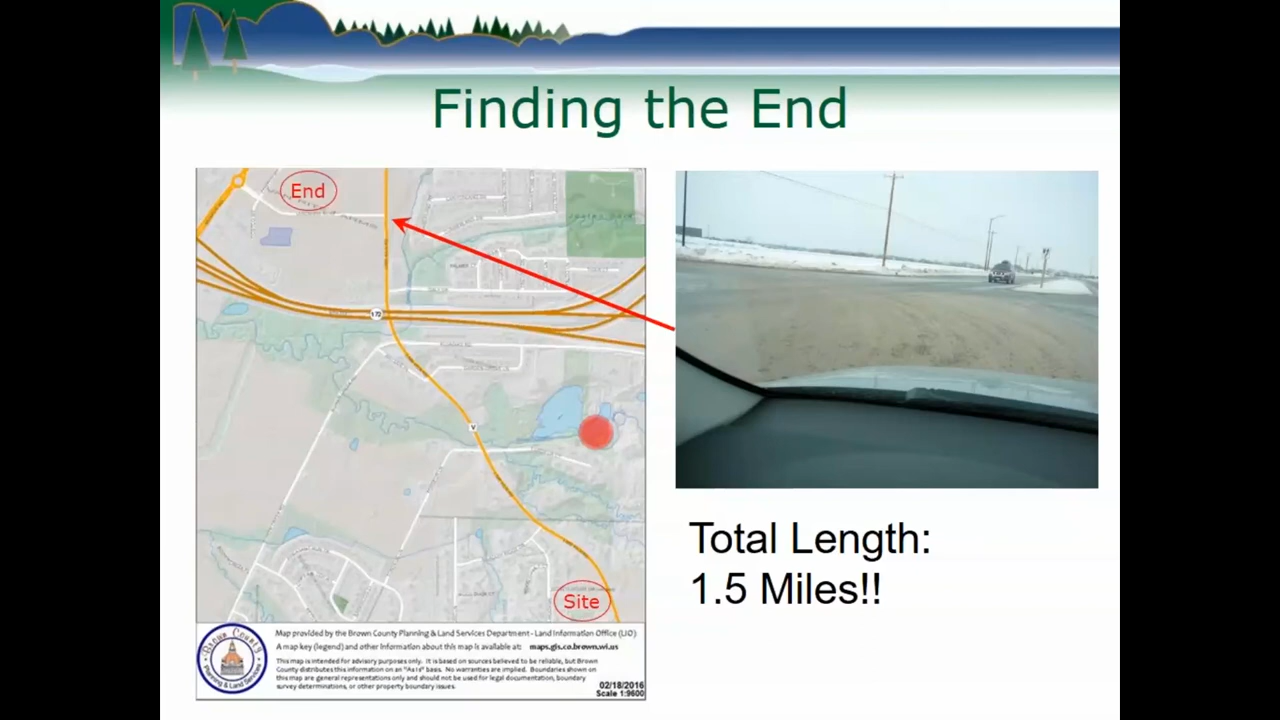 Finding the End
End
172
V
Site
Total Length:
1.5 Miles!!
Brown County
Planning & Land Services
Map provided by the Brown County Planning & Land Services Department - Land Information Office (LIO)
A map key (legend) and other information about this map is available at: maps.gis.co.brown.wi.us
This map is intended for advisory purposes only. It is based on sources believed to be reliable, but Brown
County distributes this information on an "As Is" basis. No warranties are implied. Boundaries shown on
this map are general representations only and should not be used for legal documentation, boundary
survey determinations, or other property boundary issues.
02/18/2016
Scale 1:9600